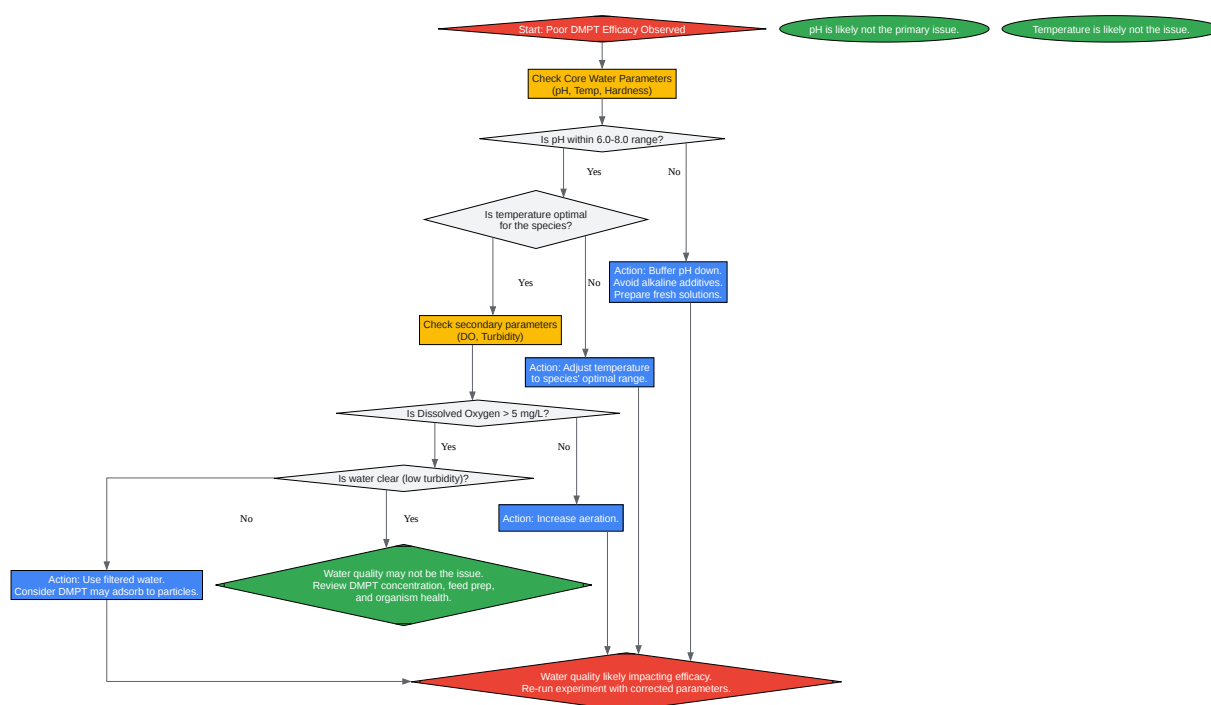 Start: Poor DMPT Efficacy Observed
pH is likely not the primary issue.
Temperature is likely not the issue.
Check Core Water Parameters
(pH, Temp, Hardness)
Is pH within 6.0-8.0 range?
Yes
No
Is temperature optimal
for the species?
Action: Buffer pH down.
Avoid alkaline additives.
Prepare fresh solutions.
Yes
No
Check secondary parameters
(DO, Turbidity)
Action: Adjust temperature
to species' optimal range.
Is Dissolved Oxygen > 5 mg/L?
Yes
No
Is water clear (low turbidity)?
No
Yes
Action: Increase aeration.
Action: Use filtered water.
Consider DMPT may adsorb to particles.
Water quality may not be the issue.
Review DMPT concentration, feed prep,
and organism health.
Water quality likely impacting efficacy.
Re-run experiment with corrected parameters.